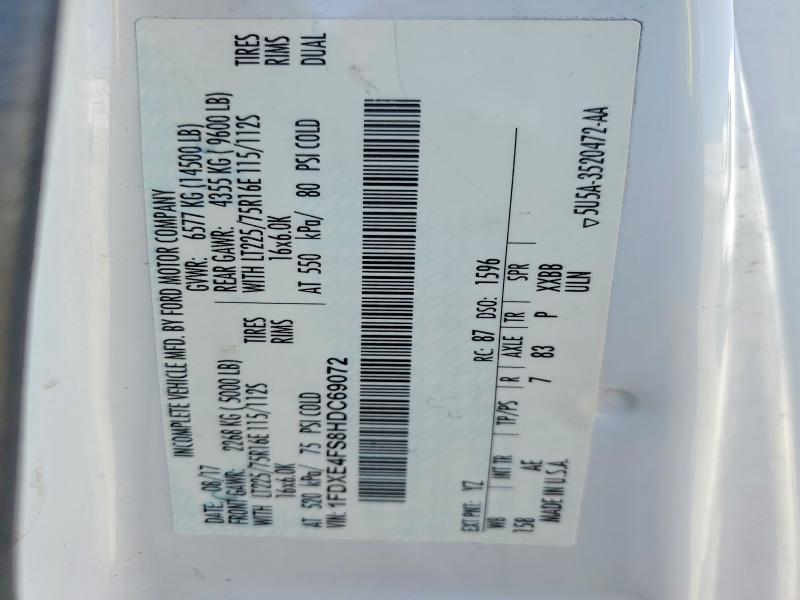 INCOMPLETE VEHICLE MFD. BY FORD MOTOR COMPANY
DATE: 08/17 GVWR: 6577 KG (14500 LB)
FRONT GAWR: 2268 KG (5000 LB) REAR GAWR: 4355 KG (9600 LB)
WITH LT225/75R16E 115/112S TIRES WITH LT225/75R16E 115/112S TIRES
16x6.0K RIMS 16x6.0K RIMS
AT 520 kPa/ 75 PSI COLD AT 550 kPa/ 80 PSI COLD DUAL
VIN: 1FDXE4FS8HDC69072
EXT PNT: YZ RC: 87 DSO: 1596
WB INT TR TP/PS R AXLE TR SPR
158 AE 7 83 P XXBB
MADE IN U.S.A. ULN
▽5U5A-3520472-AA